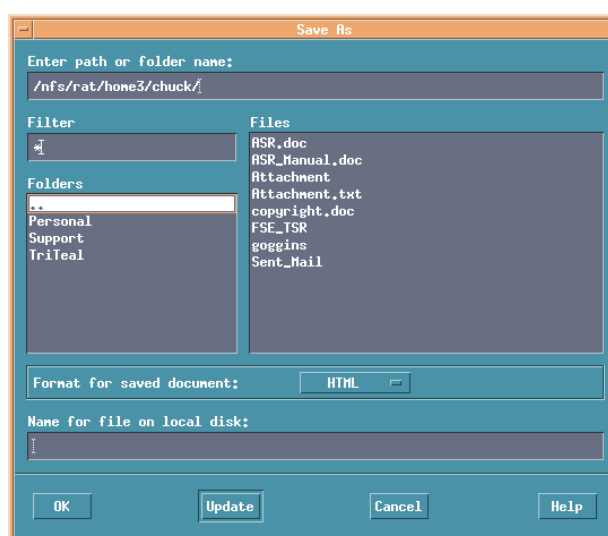 Save As
Enter path or folder name:
/nfs/rat/home3/chuck/
Filter
*
Folders
..
Personal
Support
TriTeal
Files
ASR.doc
ASR_Manual.doc
Attachment
Attachment.txt
copyright.doc
FSE_TSR
goggins
Sent_Mail
Format for saved document: HTML
Name for file on local disk:
OK Update Cancel Help